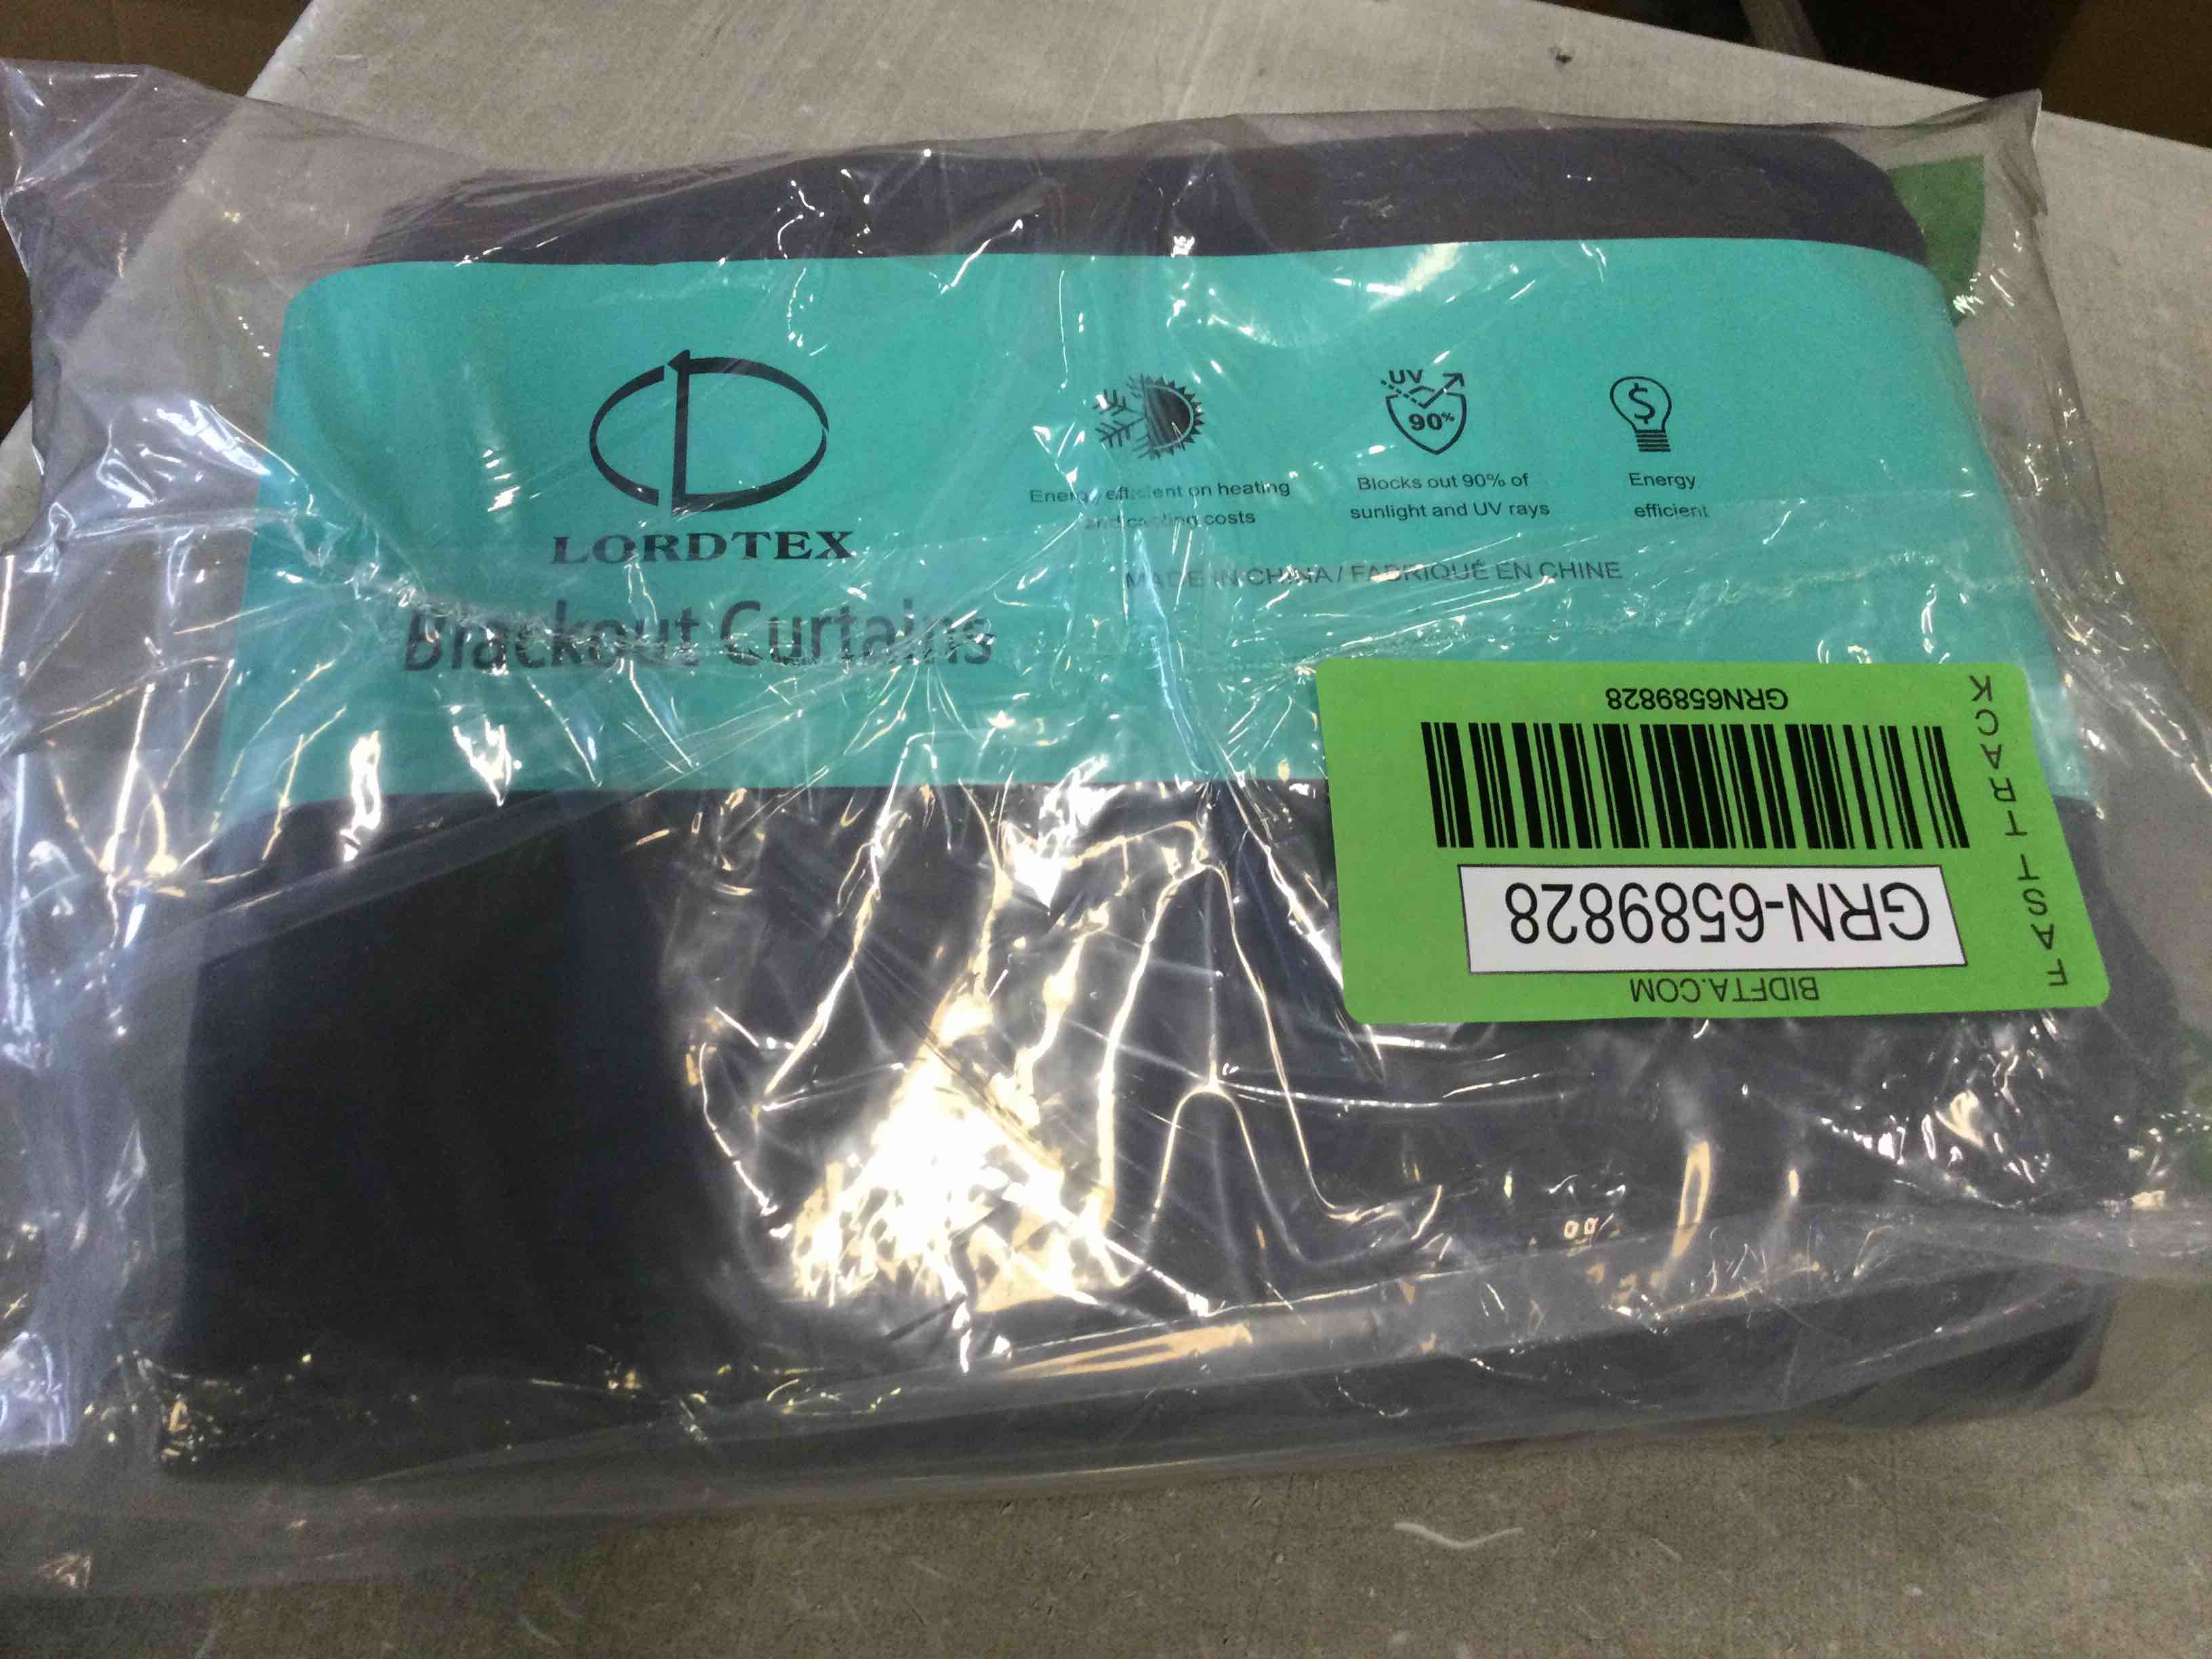 LORDTEX
Blackout Curtains
Energy efficient on heating
and cooling costs
UV
90%
Blocks out 90% of
sunlight and UV rays
$
Energy
efficient
MADE IN CHINA / FABRIQUÉ EN CHINE
BIDFTA.COM
GRN-6589828
GRN6589828
FAST TRACK